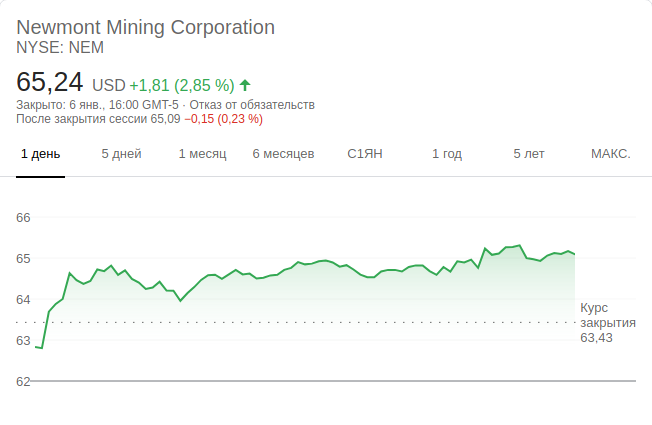 Newmont Mining Corporation
NYSE: NEM
65,24 USD +1,81 (2,85 %)
Закрыто: 6 янв., 16:00 GMT-5 · Отказ от обязательств
После закрытия сессии 65,09 −0,15 (0,23 %)
1 день 5 дней 1 месяц 6 месяцев С1ЯН 1 год 5 лет МАКС.
66
65
64
63
62
Курс
закрытия
63,43